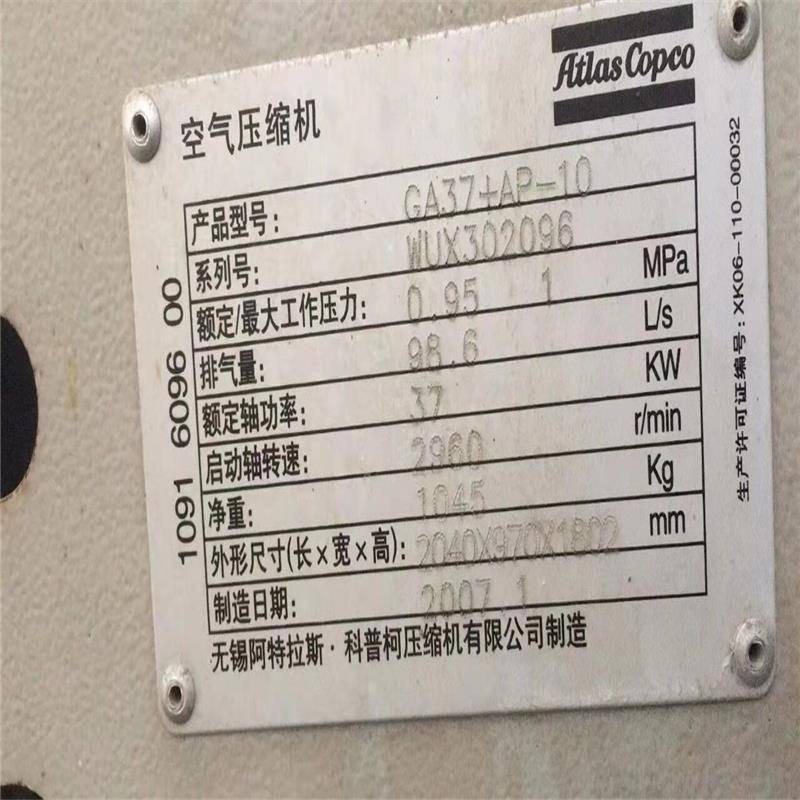 Atlas Copco
空气压缩机
产品型号: GA37+AP-10
系列号: WUX302096
额定/最大工作压力: 0.95 1 MPa
排气量: 98.6 L/s
额定轴功率: 37 KW
启动轴转速: 2960 r/min
净重: 1045 Kg
外形尺寸(长×宽×高): 2040X970X1802 mm
制造日期: 2007.1
无锡阿特拉斯·科普柯压缩机有限公司制造
1091 6096 00
生产许可证编号: XK06-110-00032